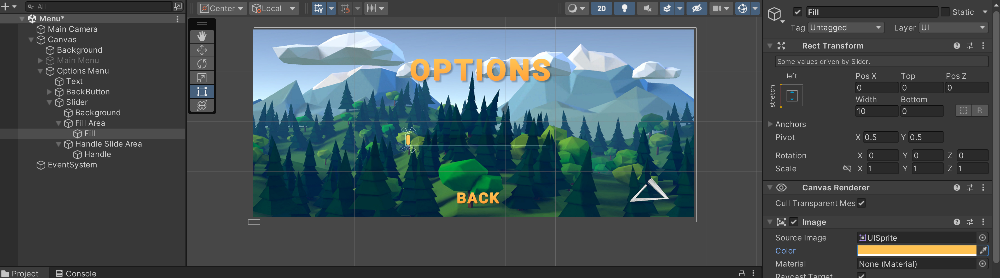 All
Menu*
Main Camera
Canvas
Background
Main Menu
Options Menu
Text
BackButton
Slider
Background
Fill Area
Fill
Handle Slide Area
Handle
EventSystem
Project
Console
Center
Local
2D
OPTIONS
BACK
Fill
Static
Tag Untagged Layer UI
Rect Transform
Some values driven by Slider.
left
stretch
Pos X Top Pos Z
0 0 0
Width Bottom
10 0
R
Anchors
Pivot X 0.5 Y 0.5
Rotation X 0 Y 0 Z 0
Scale X 1 Y 1 Z 1
Canvas Renderer
Cull Transparent Mes
Image
Source Image UISprite
Color
Material None (Material)
Raycast Target